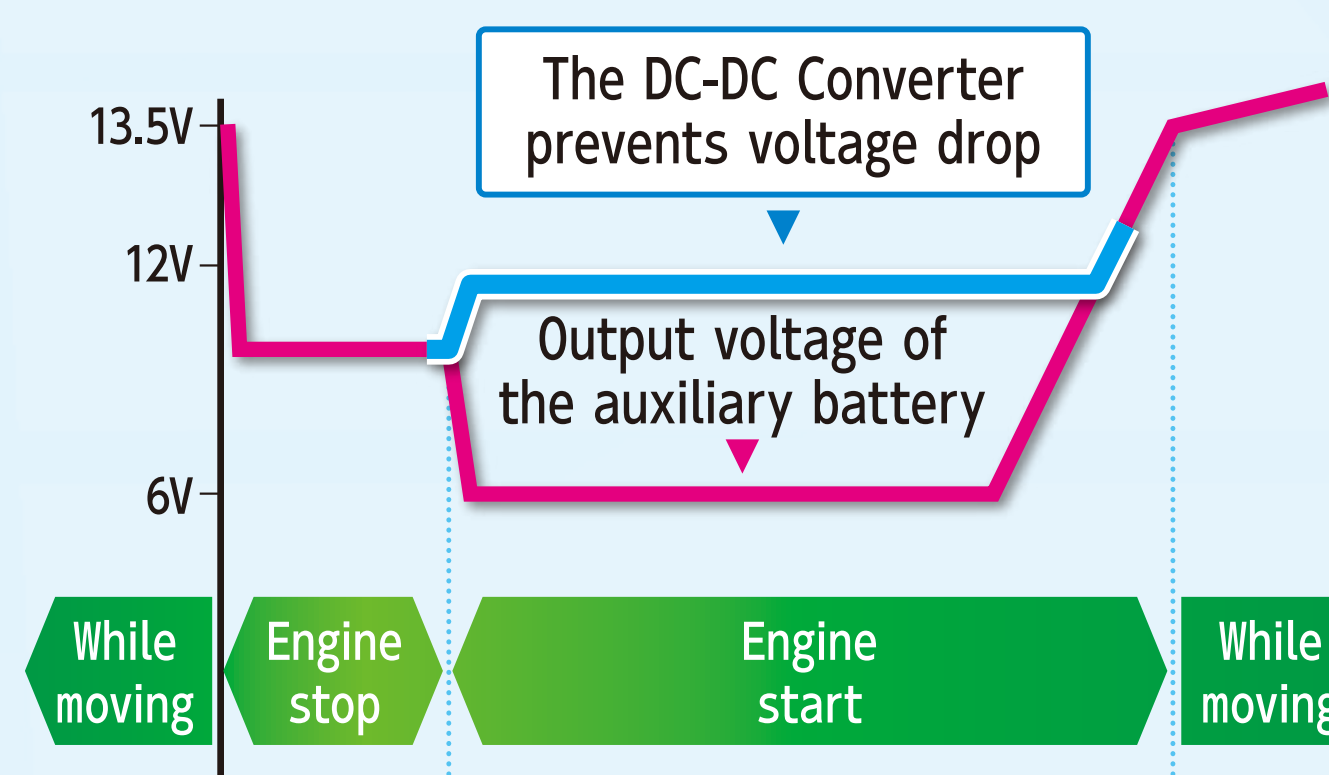 The DC-DC Converter
prevents voltage drop
13.5V
12V
Output voltage of
the auxiliary battery
6V
While
moving
Engine
stop
Engine
start
While
moving